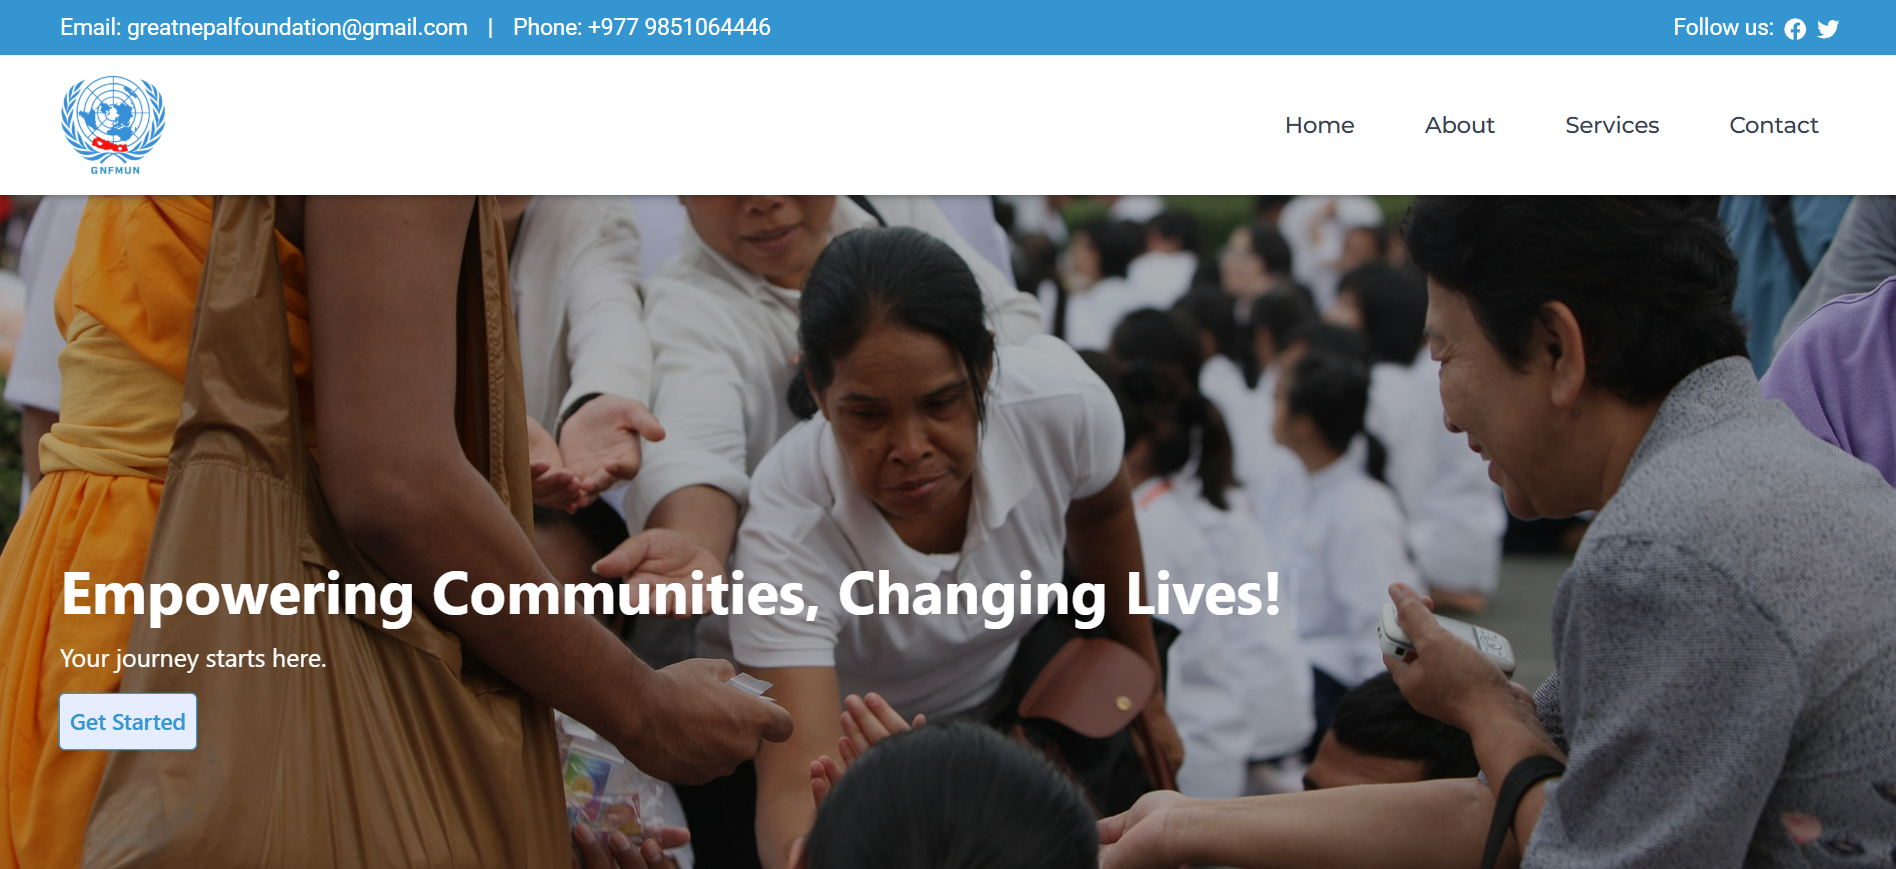 Email: greatnepalfoundation@gmail.com | Phone: +977 9851064446
Follow us:
GNFMUN
Home
About
Services
Contact
Empowering Communities, Changing Lives!
Your journey starts here.
Get Started